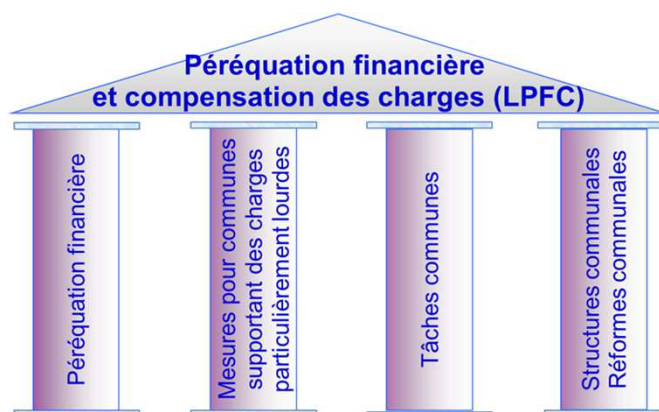 Péréquation financière
et compensation des charges (LPFC)
Péréquation financière
Mesures pour communes
supportant des charges
particulièrement lourdes
Tâches communes
Structures communales
Réformes communales